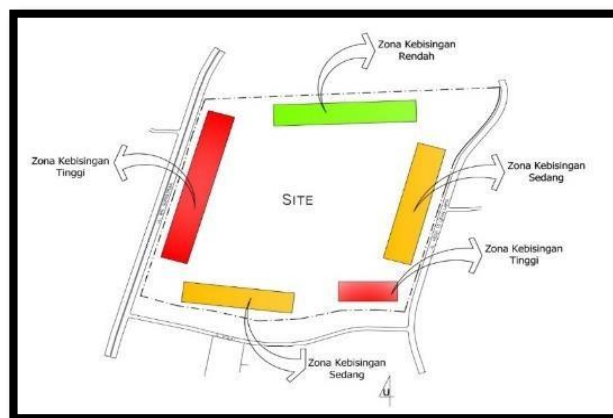 Zona Kebisingan
Rendah
Zona Kebisingan
Tinggi
Zona Kebisingan
Sedang
SITE
Zona Kebisingan
Tinggi
Zona Kebisingan
Sedang
U